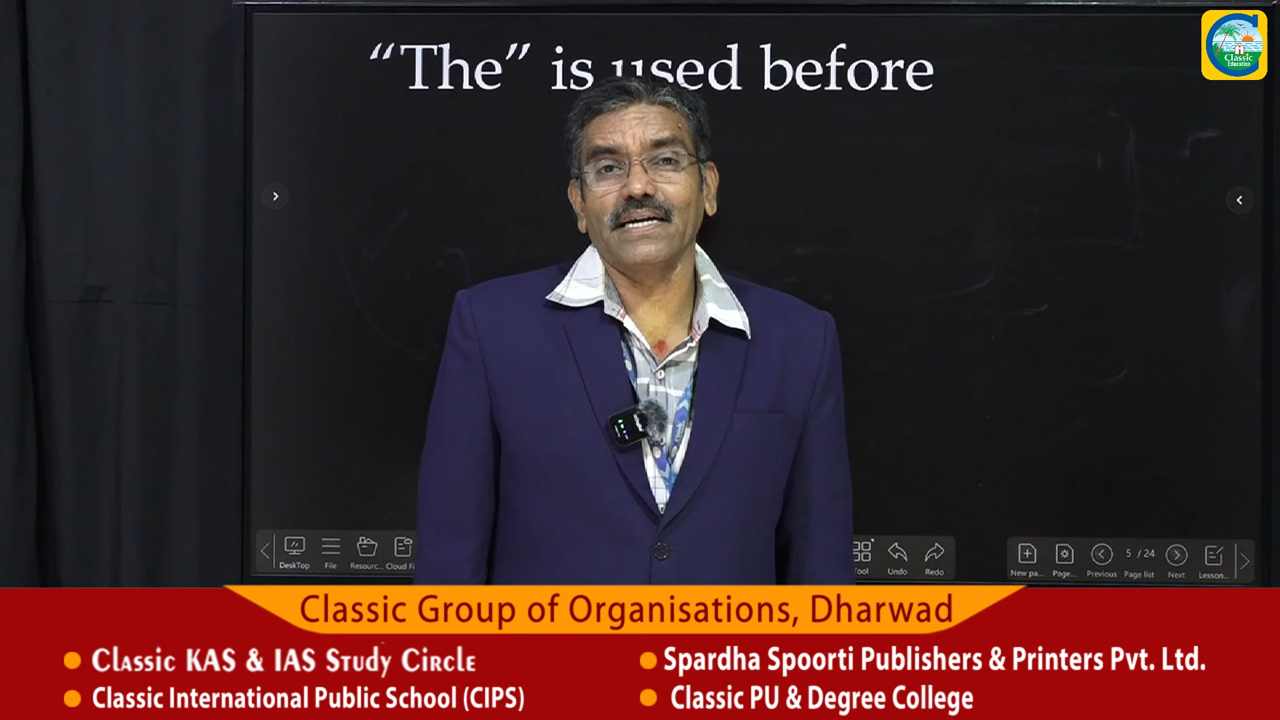 “The” is used before
Classic
Education
DeskTop
File
Resourc...
Cloud Fi
Tool
Undo
Redo
New pa...
Page...
Previous
5 / 24
Page list
Next
Lesson...
Classic Group of Organisations, Dharwad
Classic KAS & IAS Study Circle
Spardha Spoorti Publishers & Printers Pvt. Ltd.
Classic International Public School (CIPS)
Classic PU & Degree College